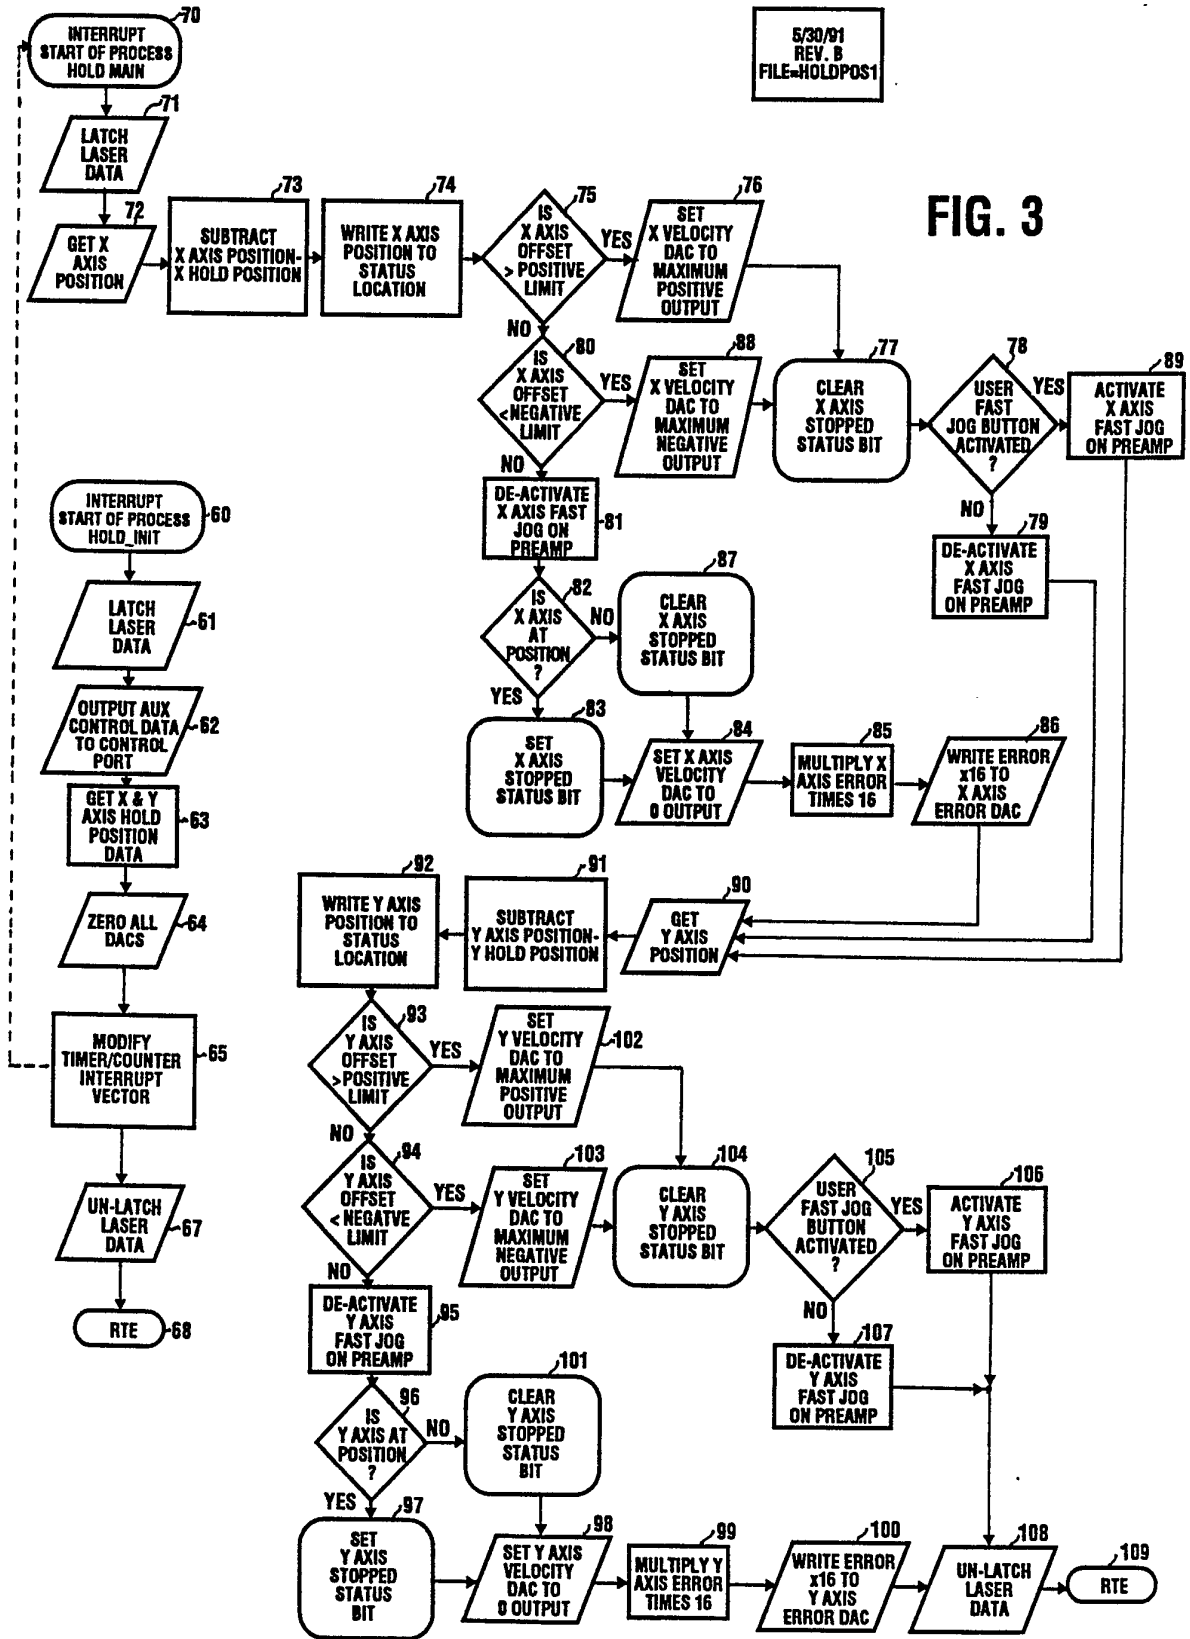 70
INTERRUPT
START OF PROCESS
HOLD MAIN
5/30/91
REV. B
FILE=HOLDPOS1
FIG. 3
71
LATCH
LASER
DATA
72
GET X
AXIS
POSITION
73
SUBTRACT
X AXIS POSITION-
X HOLD POSITION
74
WRITE X AXIS
POSITION TO
STATUS
LOCATION
75
IS
X AXIS
OFFSET
> POSITIVE
LIMIT
YES
NO
76
SET
X VELOCITY
DAC TO
MAXIMUM
POSITIVE
OUTPUT
80
IS
X AXIS
OFFSET
<NEGATIVE
LIMIT
YES
NO
88
SET
X VELOCITY
DAC TO
MAXIMUM
NEGATIVE
OUTPUT
77
CLEAR
X AXIS
STOPPED
STATUS BIT
78
USER
FAST
JOG BUTTON
ACTIVATED
?
YES
NO
89
ACTIVATE
X AXIS
FAST JOG
ON PREAMP
79
DE-ACTIVATE
X AXIS
FAST JOG
ON PREAMP
81
DE-ACTIVATE
X AXIS FAST
JOG ON
PREAMP
82
IS
X AXIS
AT
POSITION
?
NO
YES
87
CLEAR
X AXIS
STOPPED
STATUS BIT
83
SET
X AXIS
STOPPED
STATUS BIT
84
SET X AXIS
VELOCITY
DAC TO
0 OUTPUT
85
MULTIPLY X
AXIS ERROR
TIMES 16
86
WRITE ERROR
x16 TO
X AXIS
ERROR DAC
INTERRUPT
START OF PROCESS
HOLD_INIT
60
LATCH
LASER
DATA
61
OUTPUT AUX
CONTROL DATA
TO CONTROL
PORT
62
GET X & Y
AXIS HOLD
POSITION
DATA
63
ZERO ALL
DACS
64
MODIFY
TIMER/COUNTER
INTERRUPT
VECTOR
65
UN-LATCH
LASER
DATA
67
RTE
68
90
GET
Y AXIS
POSITION
91
SUBTRACT
Y AXIS POSITION-
Y HOLD POSITION
92
WRITE Y AXIS
POSITION TO
STATUS
LOCATION
93
IS
Y AXIS
OFFSET
>POSITIVE
LIMIT
YES
NO
102
SET
Y VELOCITY
DAC TO
MAXIMUM
POSITIVE
OUTPUT
94
IS
Y AXIS
OFFSET
< NEGATVE
LIMIT
YES
NO
103
SET
Y VELOCITY
DAC TO
MAXIMUM
NEGATIVE
OUTPUT
104
CLEAR
Y AXIS
STOPPED
STATUS BIT
105
USER
FAST JOG
BUTTON
ACTIVATED
?
YES
NO
106
ACTIVATE
Y AXIS
FAST JOG
ON PREAMP
107
DE-ACTIVATE
Y AXIS
FAST JOG
ON PREAMP
95
DE-ACTIVATE
Y AXIS
FAST JOG
ON PREAMP
96
IS
Y AXIS AT
POSITION
?
NO
YES
101
CLEAR
Y AXIS
STOPPED
STATUS
BIT
97
SET
Y AXIS
STOPPED
STATUS
BIT
98
SET Y AXIS
VELOCITY
DAC TO
0 OUTPUT
99
MULTIPLY Y
AXIS ERROR
TIMES 16
100
WRITE ERROR
x16 TO
Y AXIS
ERROR DAC
108
UN-LATCH
LASER
DATA
109
RTE